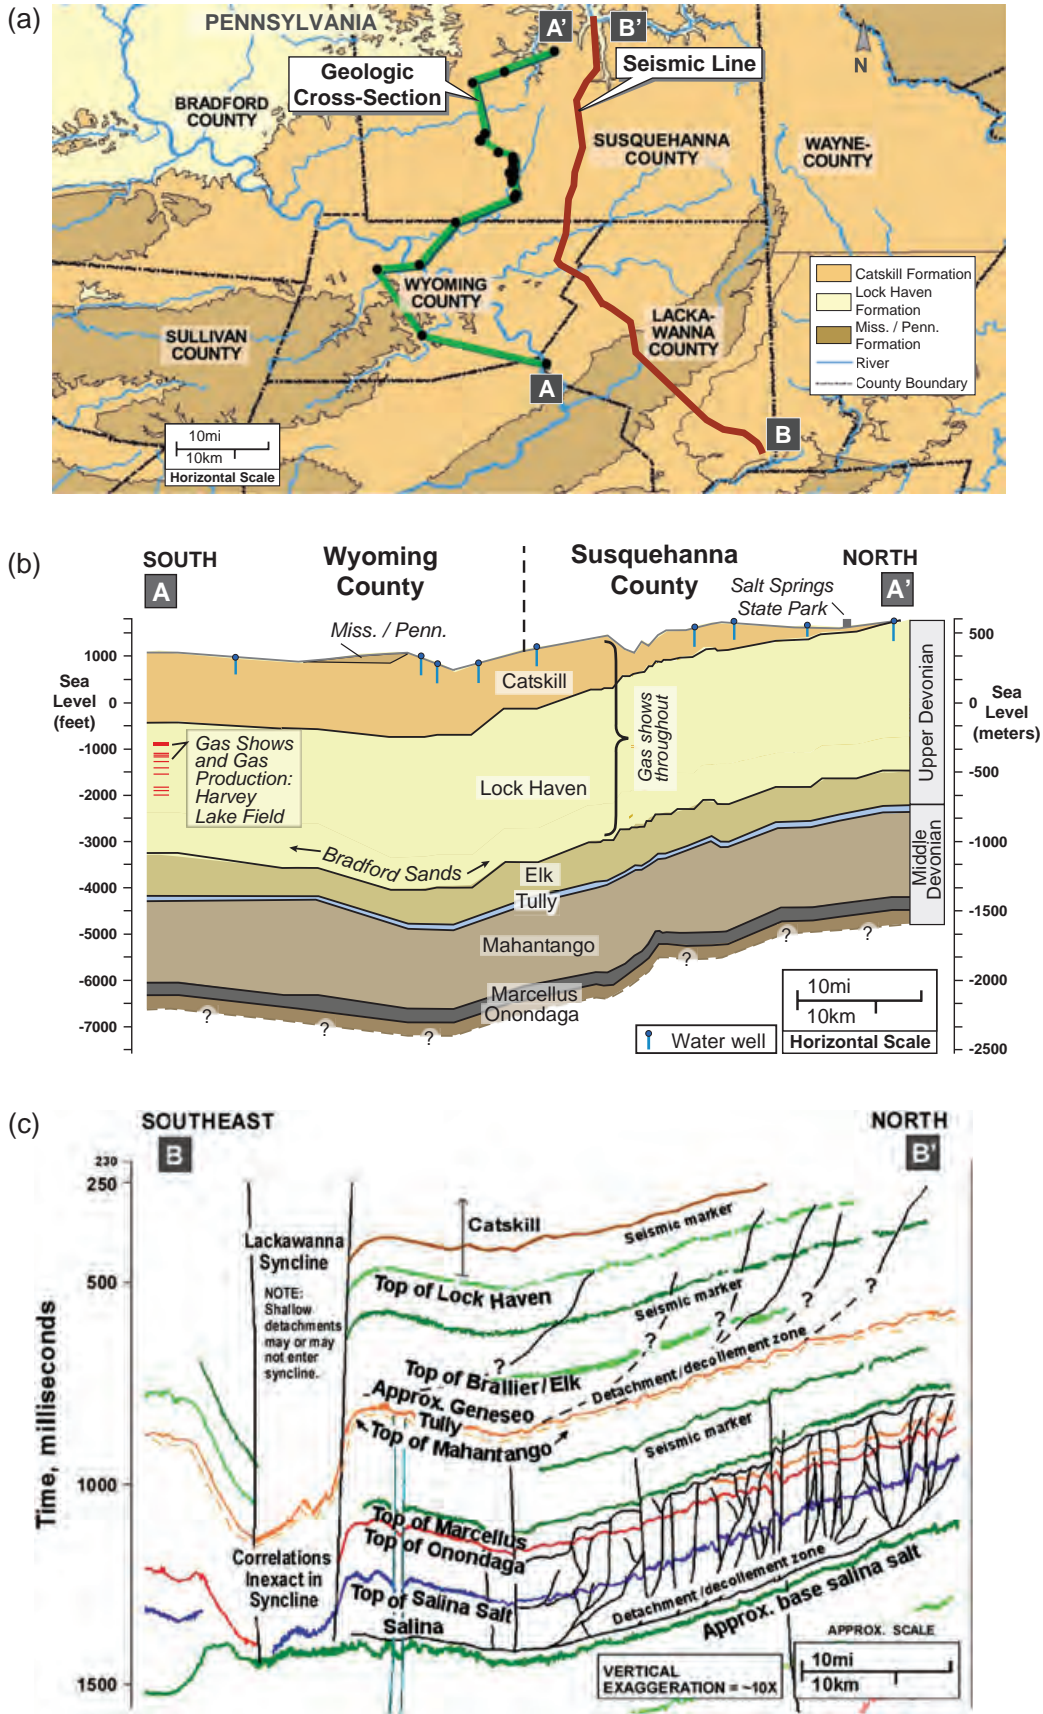 (a)
PENNSYLVANIA
A'
B'
Geologic
Cross-Section
Seismic Line
N
BRADFORD
COUNTY
SUSQUEHANNA
COUNTY
WAYNE-
COUNTY
WYOMING
COUNTY
SULLIVAN
COUNTY
LACKA-
WANNA
COUNTY
A
B
Catskill Formation
Lock Haven
Formation
Miss. / Penn.
Formation
River
County Boundary
10mi
10km
Horizontal Scale
(b)
SOUTH
A
Wyoming
County
Susquehanna
County
NORTH
A'
Salt Springs
State Park
Miss. / Penn.
1000
Sea
Level
(feet)
0
-1000
-2000
-3000
-4000
-5000
-6000
-7000
500
0
Sea
Level
(meters)
-500
-1000
-1500
-2000
-2500
Upper Devonian
Middle
Devonian
Catskill
Gas shows
throughout
Gas Shows
and Gas
Production:
Harvey
Lake Field
Lock Haven
Bradford Sands
Elk
Tully
Mahantango
Marcellus
Onondaga
?
?
?
?
?
?
Water well
10mi
10km
Horizontal Scale
(c)
SOUTHEAST
B
NORTH
B'
230
250
500
1000
1500
Time, milliseconds
Lackawanna
Syncline
NOTE:
Shallow
detachments
may or may
not enter
syncline.
Catskill
Seismic marker
Top of Lock Haven
Seismic marker
?
?
?
?
?
Top of Brallier/Elk
Detachment/decollement zone
Approx. Geneseo
Tully
Top of Mahantango
Seismic marker
Top of Marcellus
Top of Onondaga
Correlations
Inexact in
Syncline
Top of Salina Salt
Salina
Detachment/decollement zone
Approx. base salina salt
VERTICAL
EXAGGERATION = ~10X
APPROX. SCALE
10mi
10km